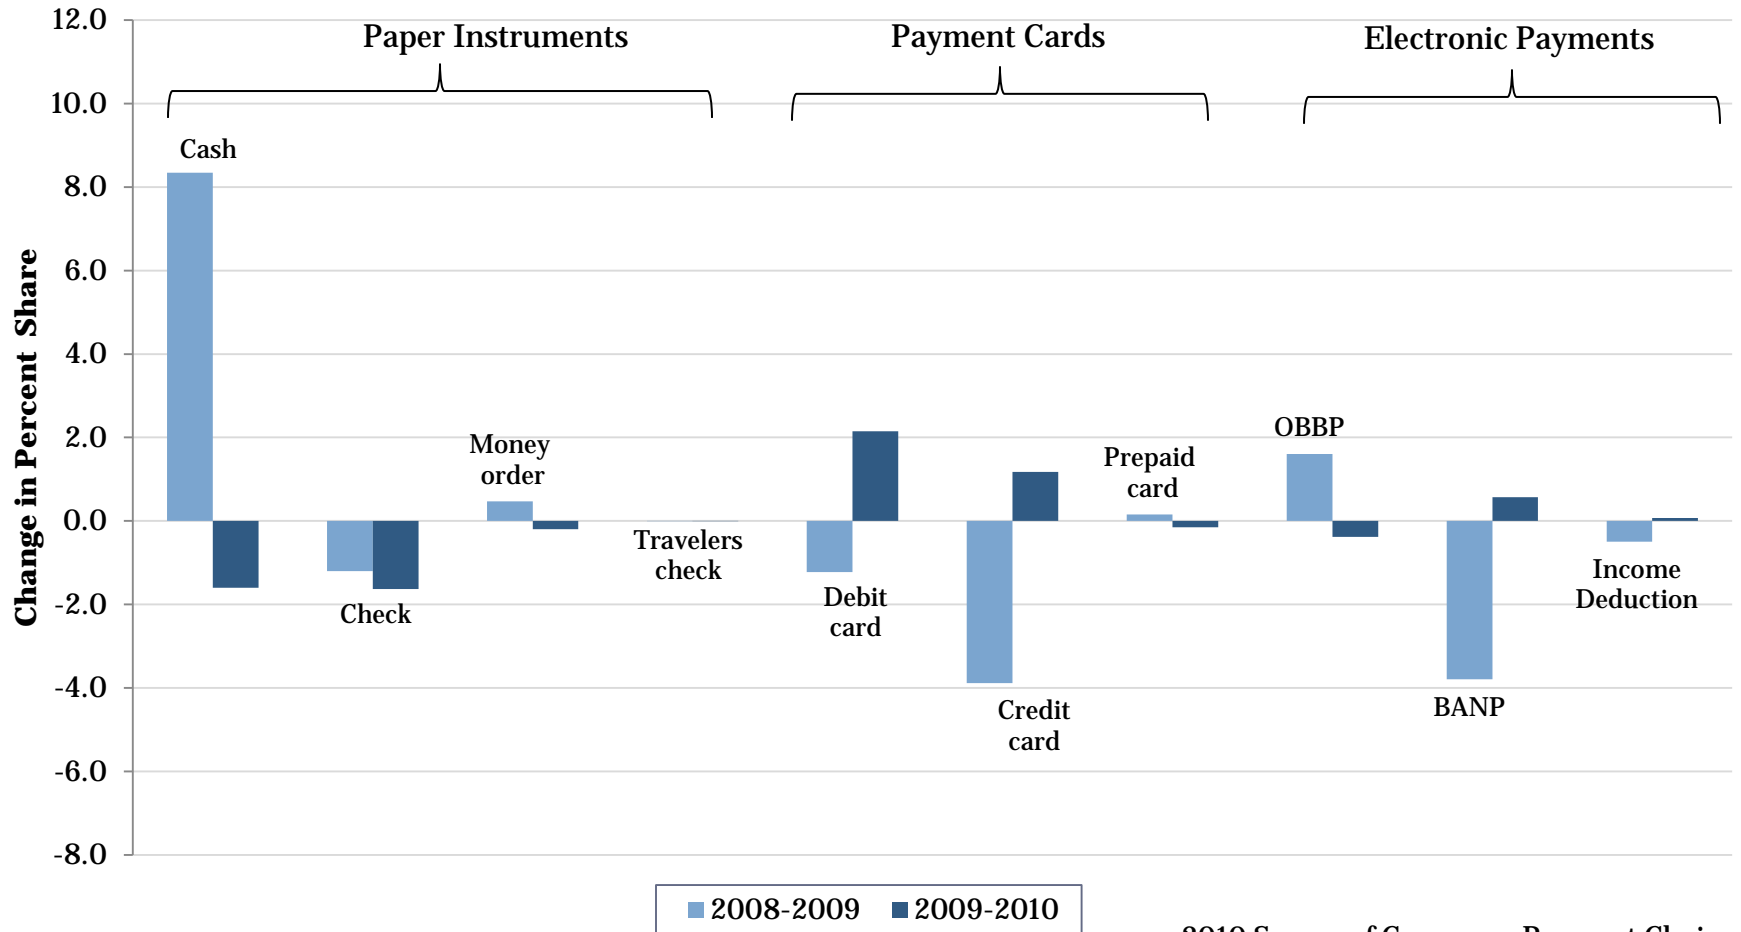 12.0
10.0
8.0
6.0
4.0
2.0
0.0
-2.0
-4.0
-6.0
-8.0
Change in Percent Share
Paper Instruments
Payment Cards
Electronic Payments
Cash
Check
Money
order
Travelers
check
Debit
card
Credit
card
Prepaid
card
OBBP
BANP
Income
Deduction
2008-2009
2009-2010